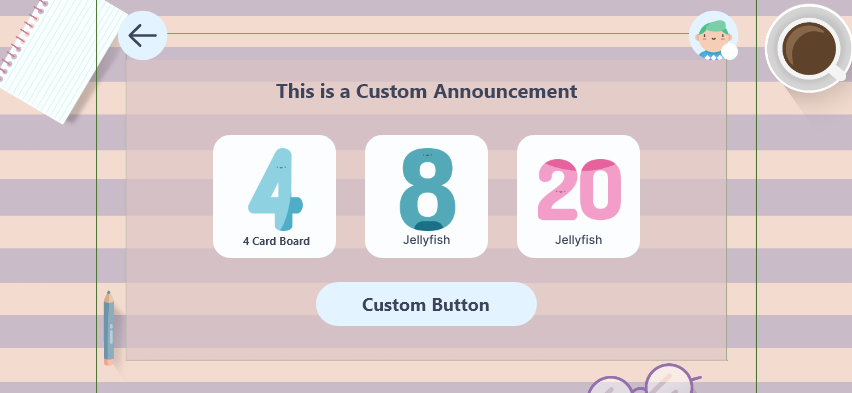 This is a Custom Announcement
4
8
20
4 Card Board
Jellyfish
Jellyfish
Custom Button